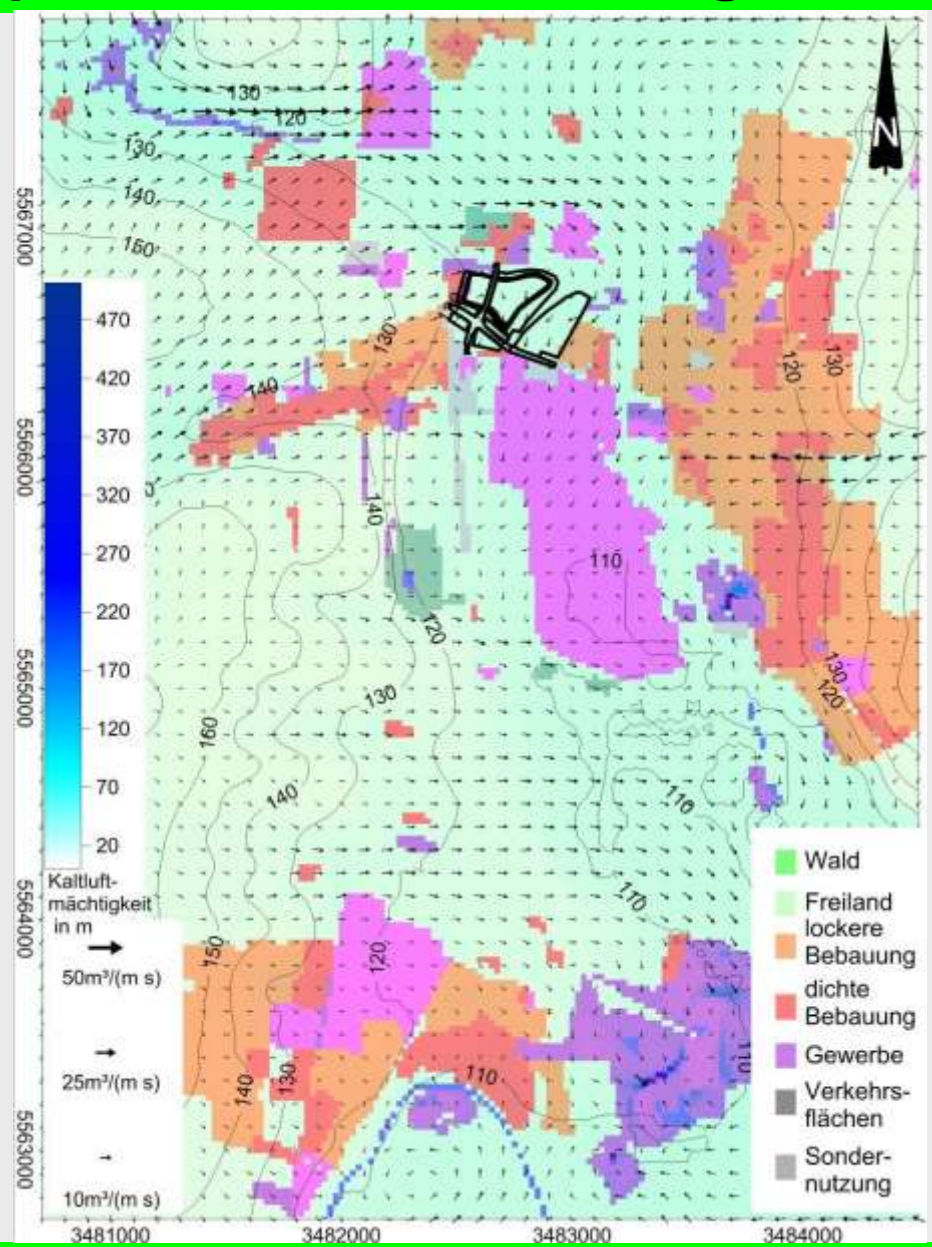 N
130
120
130
140
160
5567000
130
140
120
130
470
420
370
320
270
220
170
120
70
20
5566000
140
110
120
130
130
120
5565000
160
140
110
110
Kaltluft-
mächtigkeit
in m
50m³/(m s)
25m³/(m s)
10m³/(m s)
5564000
150
120
140
130
110
110
5563000
Wald
Freiland
lockere
Bebauung
dichte
Bebauung
Gewerbe
Verkehrs-
flächen
Sonder-
nutzung
3481000
3482000
3483000
3484000